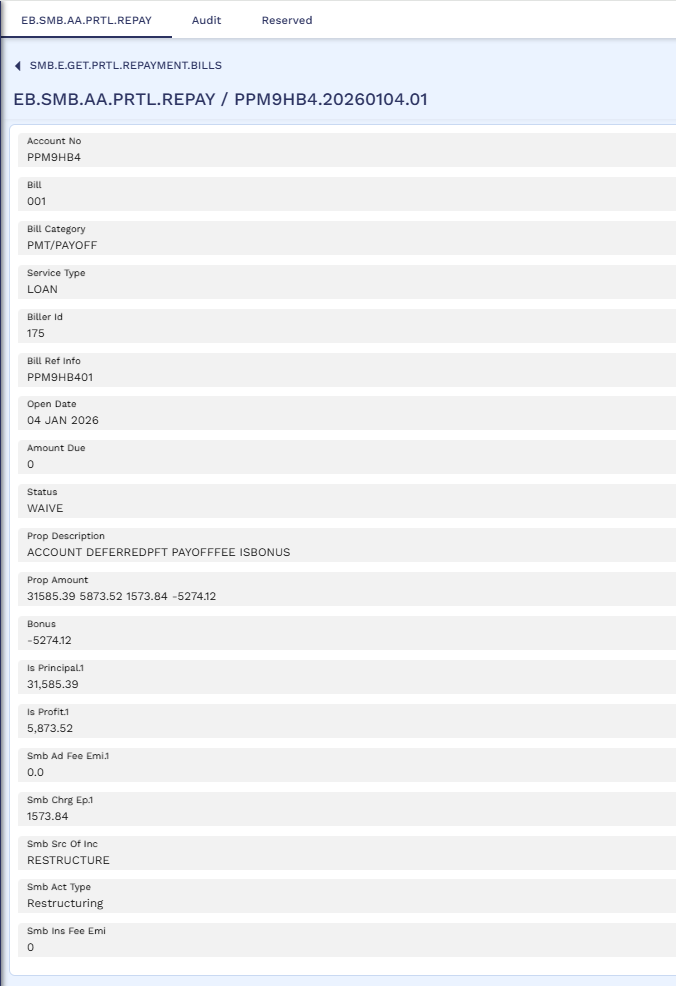 EB.SMB.AA.PRTL.REPAY Audit Reserved
SMB.E.GET.PRTL.REPAYMENT.BILLS
EB.SMB.AA.PRTL.REPAY / PPM9HB4.20260104.01
Account No
PPM9HB4
Bill
001
Bill Category
PMT/PAYOFF
Service Type
LOAN
Biller Id
175
Bill Ref Info
PPM9HB401
Open Date
04 JAN 2026
Amount Due
0
Status
WAIVE
Prop Description
ACCOUNT DEFERREDPFT PAYOFFFEE ISBONUS
Prop Amount
31585.39 5873.52 1573.84 -5274.12
Bonus
-5274.12
Is Principal.1
31,585.39
Is Profit.1
5,873.52
Smb Ad Fee Emi.1
0.0
Smb Chrg Ep.1
1573.84
Smb Src Of Inc
RESTRUCTURE
Smb Act Type
Restructuring
Smb Ins Fee Emi
0